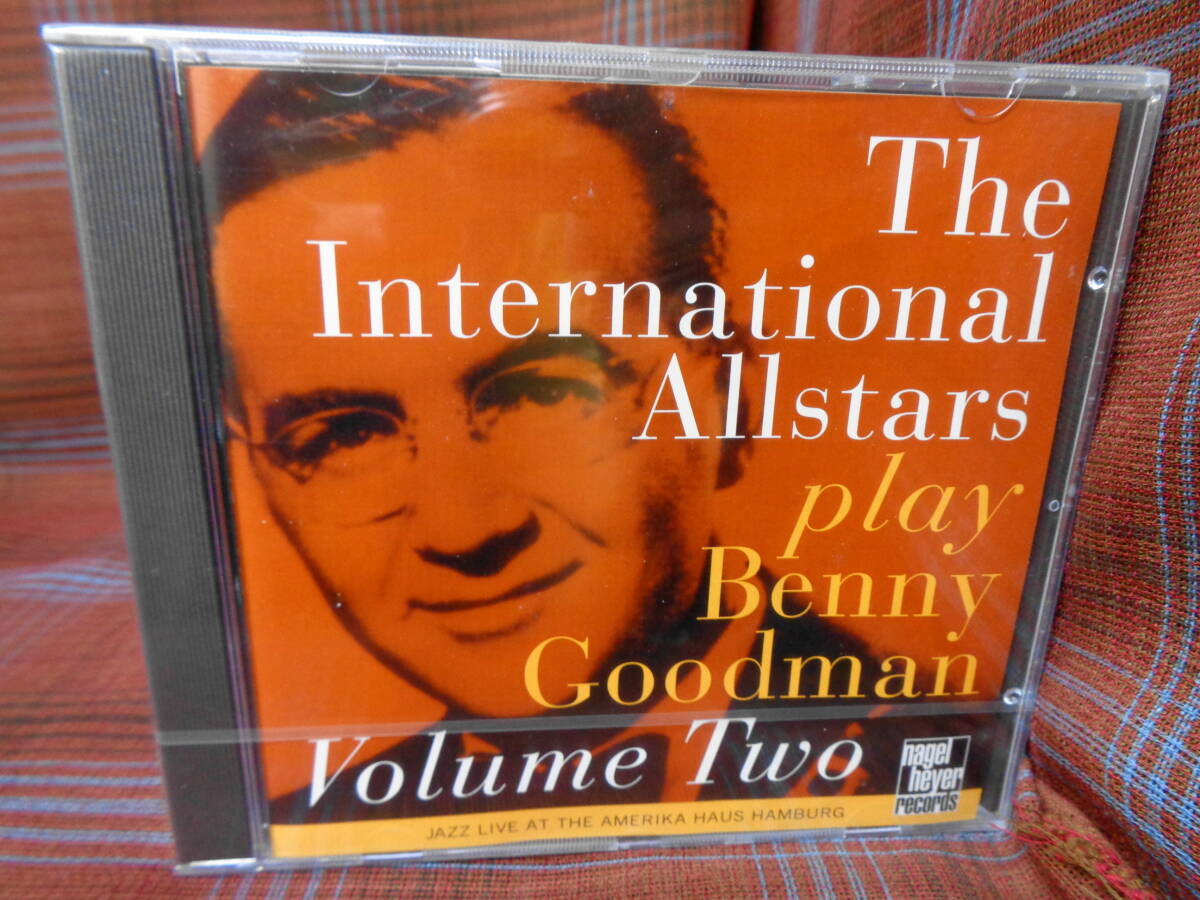 The
International
Allstars
play
Benny
Goodman
Volume Two
nagel
heyer
records
JAZZ LIVE AT THE AMERIKA HAUS HAMBURG